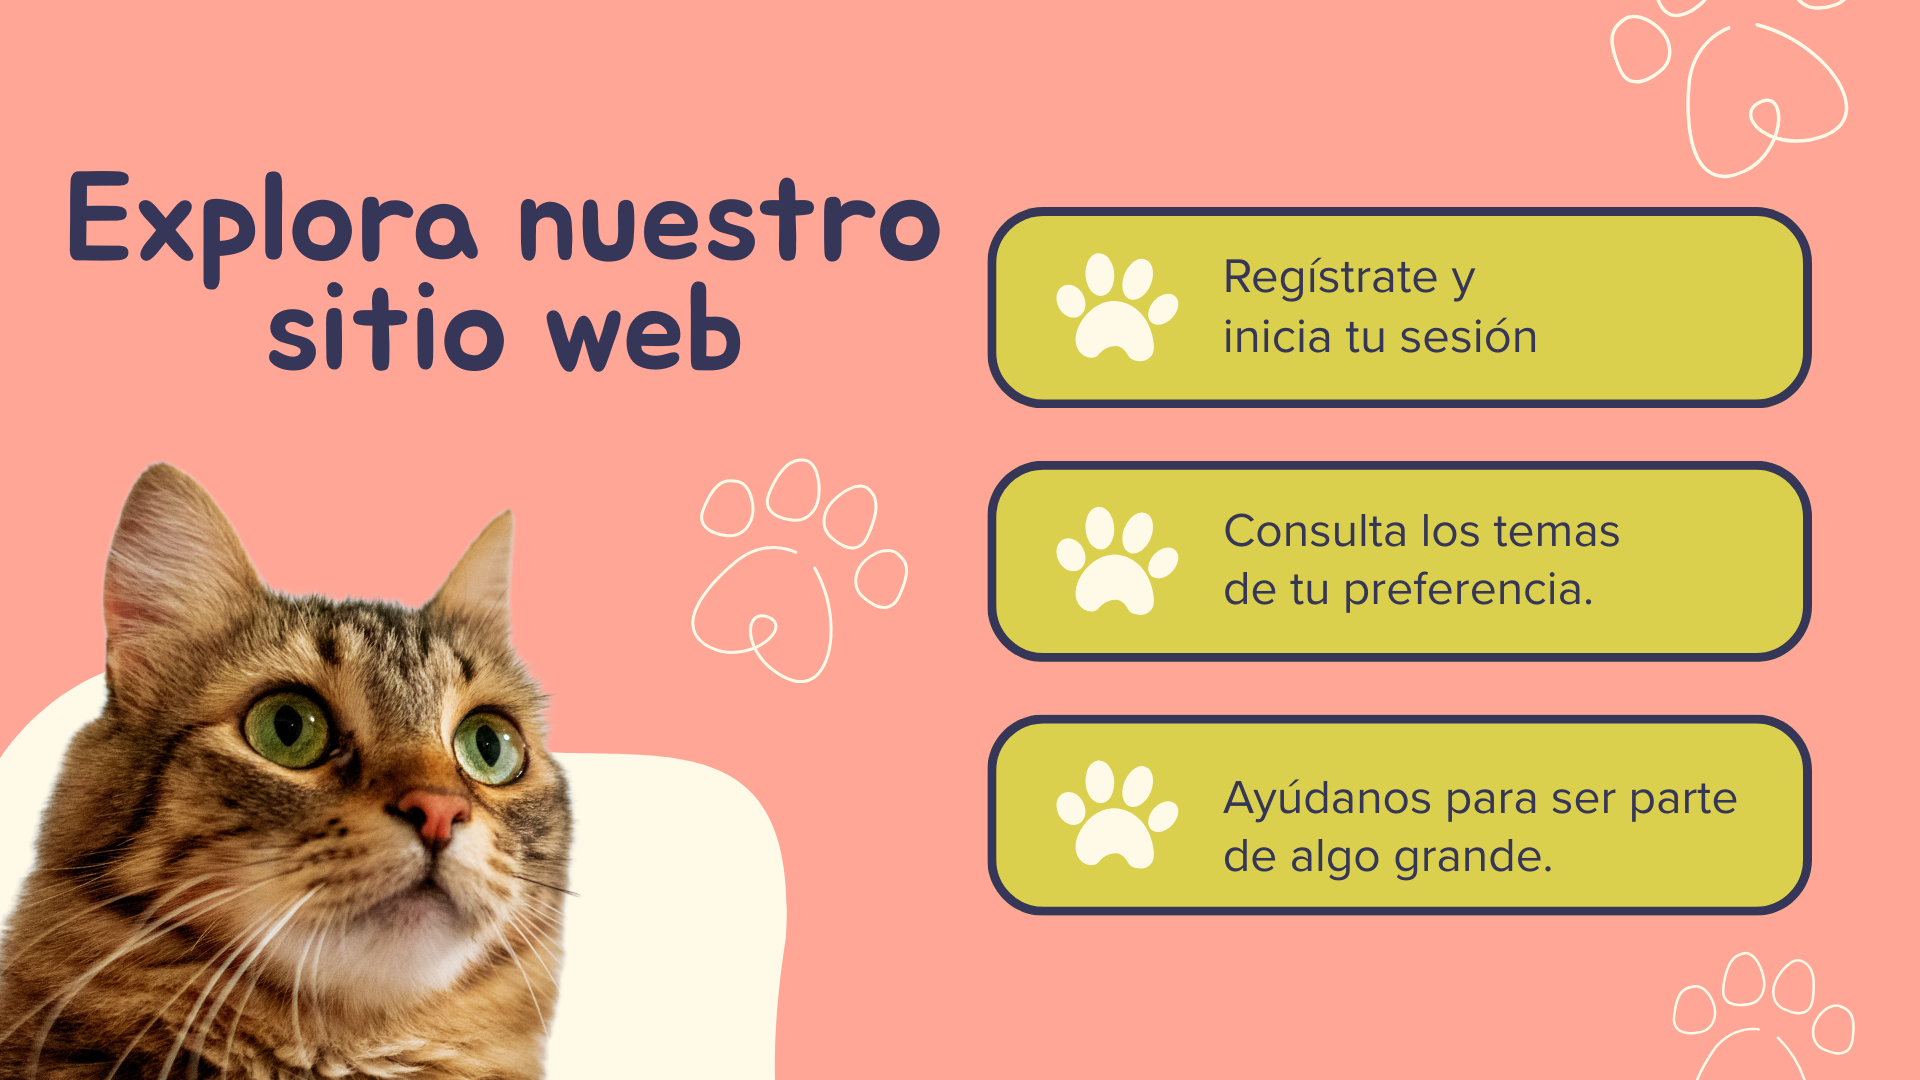 Explora nuestro
sitio web
Regístrate y
inicia tu sesión
Consulta los temas
de tu preferencia.
Ayúdanos para ser parte
de algo grande.